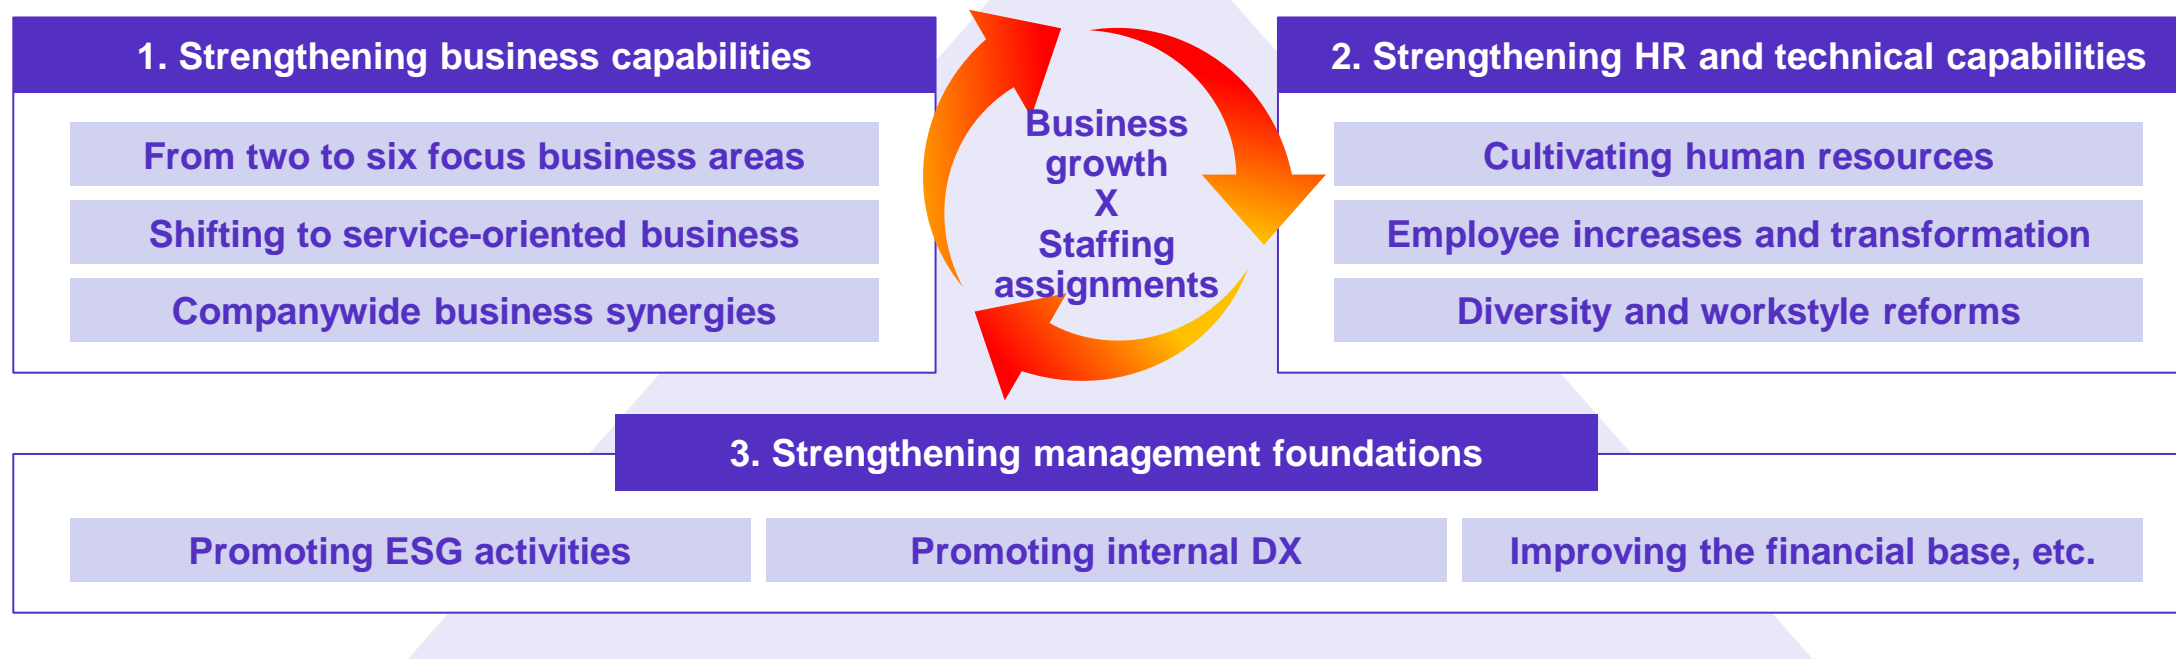 1. Strengthening business capabilities
From two to six focus business areas
Shifting to service-oriented business
Companywide business synergies
Business
growth
X
Staffing
assignments
2. Strengthening HR and technical capabilities
Cultivating human resources
Employee increases and transformation
Diversity and workstyle reforms
3. Strengthening management foundations
Promoting ESG activities
Promoting internal DX
Improving the financial base, etc.